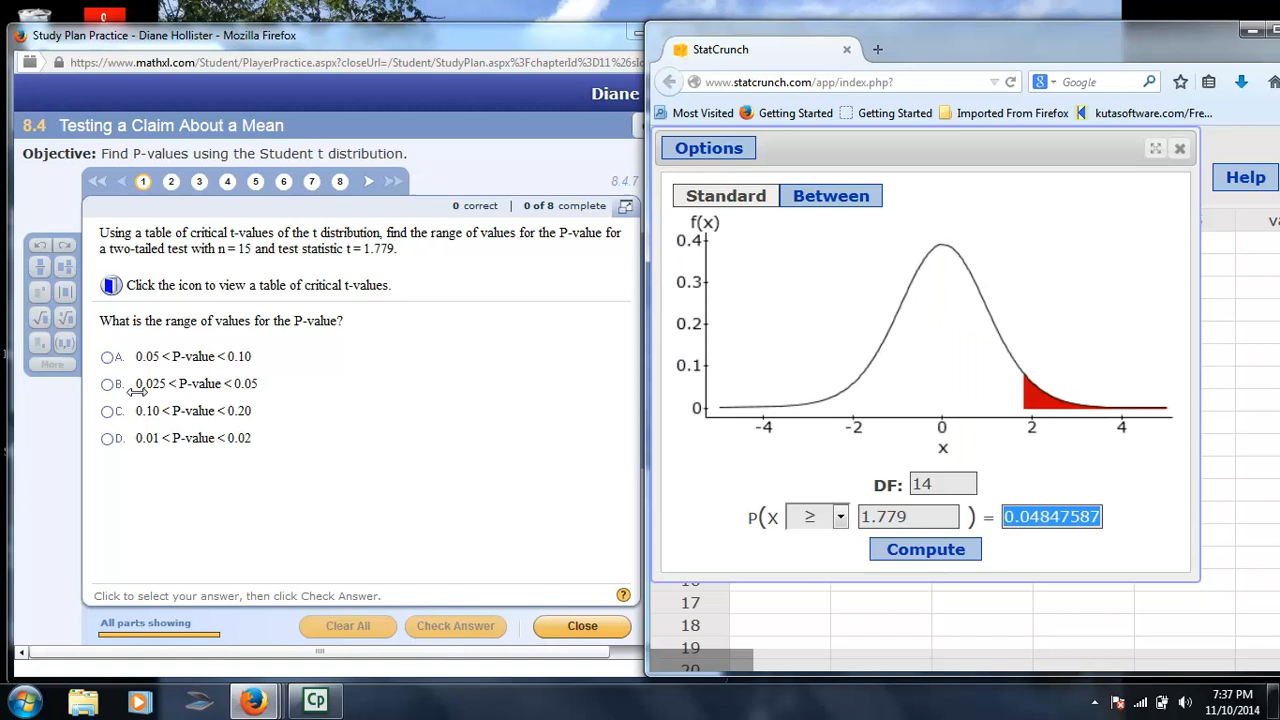 0
Study Plan Practice - Diane Hollister - Mozilla Firefox
https://www.mathxl.com/Student/PlayerPractice.aspx?closeUrl=/Student/StudyPlan.aspx%3FchapterId%3D11%26sic
Diane
8.4 Testing a Claim About a Mean
Objective: Find P-values using the Student t distribution.
1 2 3 4 5 6 7 8
8.4.7
0 correct 0 of 8 complete
Using a table of critical t-values of the t distribution, find the range of values for the P-value for
a two-tailed test with n = 15 and test statistic t = 1.779.
Click the icon to view a table of critical t-values.
What is the range of values for the P-value?
A. 0.05 < P-value < 0.10
B. 0.025 < P-value < 0.05
C. 0.10 < P-value < 0.20
D. 0.01 < P-value < 0.02
More
Click to select your answer, then click Check Answer.
?
All parts showing
Clear All Check Answer Close
StatCrunch
www.statcrunch.com/app/index.php?
Google
Most Visited Getting Started Getting Started Imported From Firefox kutasoftware.com/Fre...
Options
Help
Standard Between
va
f(x)
0.4
0.3
0.2
0.1
0
-4 -2 0 2 4
x
DF: 14
P(X ≥ 1.779 ) = 0.04847587
Compute
16
17
18
19
20
Cp
7:37 PM
11/10/2014